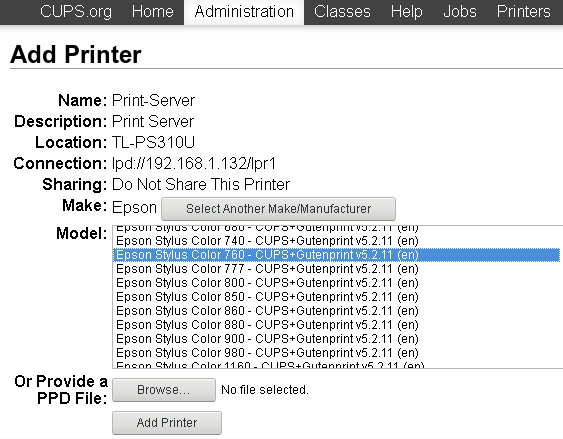 CUPS.org Home Administration Classes Help Jobs Printers
Add Printer
Name: Print-Server
Description: Print Server
Location: TL-PS310U
Connection: lpd://192.168.1.132/lpr1
Sharing: Do Not Share This Printer
Make: Epson Select Another Make/Manufacturer
Model: Epson Stylus Color 680 - CUPS+Gutenprint v5.2.11 (en)
Epson Stylus Color 740 - CUPS+Gutenprint v5.2.11 (en)
Epson Stylus Color 760 - CUPS+Gutenprint v5.2.11 (en)
Epson Stylus Color 777 - CUPS+Gutenprint v5.2.11 (en)
Epson Stylus Color 800 - CUPS+Gutenprint v5.2.11 (en)
Epson Stylus Color 850 - CUPS+Gutenprint v5.2.11 (en)
Epson Stylus Color 860 - CUPS+Gutenprint v5.2.11 (en)
Epson Stylus Color 880 - CUPS+Gutenprint v5.2.11 (en)
Epson Stylus Color 900 - CUPS+Gutenprint v5.2.11 (en)
Epson Stylus Color 980 - CUPS+Gutenprint v5.2.11 (en)
Epson Stylus Color 1160 - CUPS+Gutenprint v5.2.11 (en)
Or Provide a PPD File: Browse... No file selected.
Add Printer